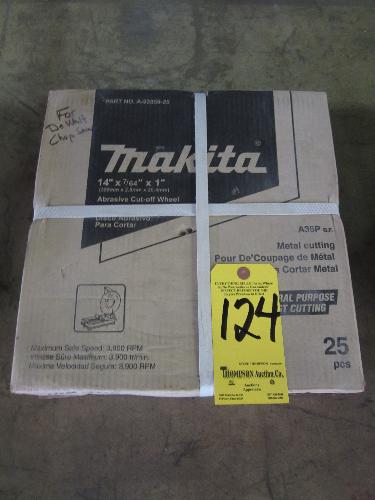 PART NO. A-93859-25
For
DeWalt
Chop Saw
Makita
14" x 7/64" x 1"
Abrasive Cut-off Wheel
Disco Abrasivo
Para Cortar
A36P
Metal cutting
Pour De'Coupage de Métal
Cortar Metal
PURPOSE
CUTTING
124
THOMPSON Auction Co.,
Auctions
Appraisals
25
pcs
Maximum Safe Speed: 3,900 RPM
Vitesse Sûre Maximum: 3,900 tr/min.
Máxima Velocidad Segura: 3,900 RPM